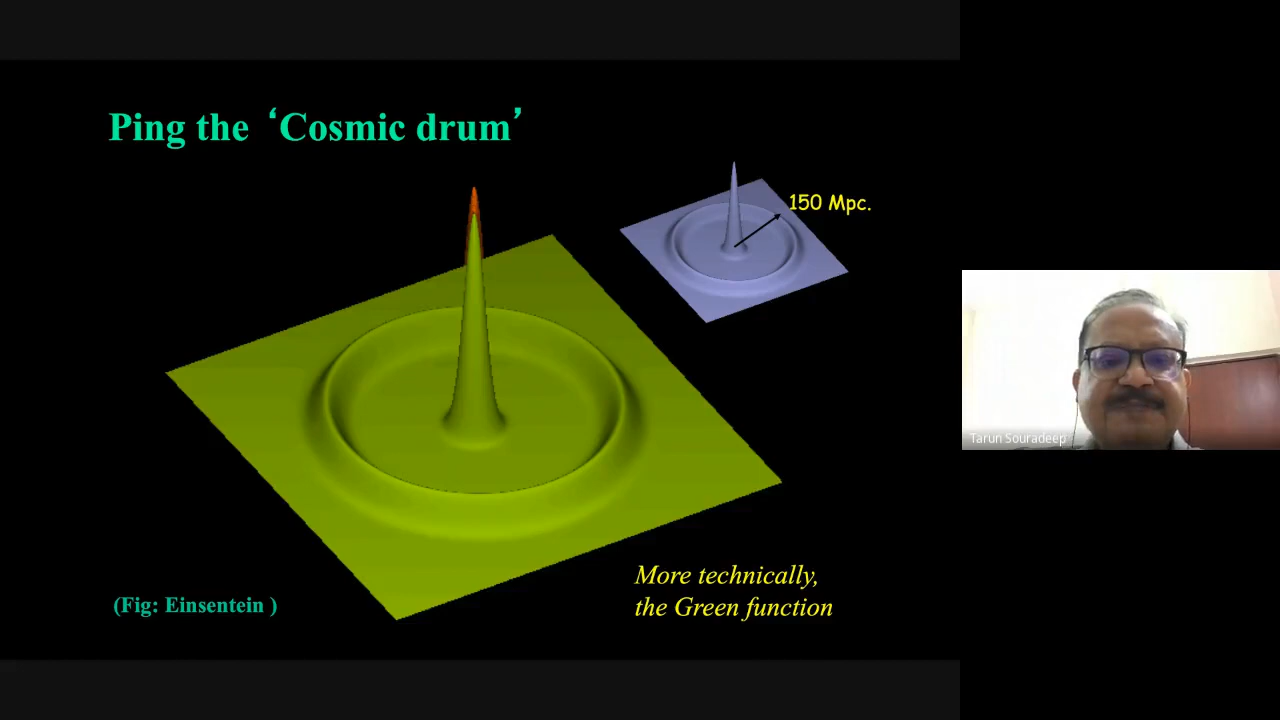 Ping the ‘Cosmic drum’
150 Mpc.
More technically,
the Green function
(Fig: Einsentein )
Tarun Souradeep